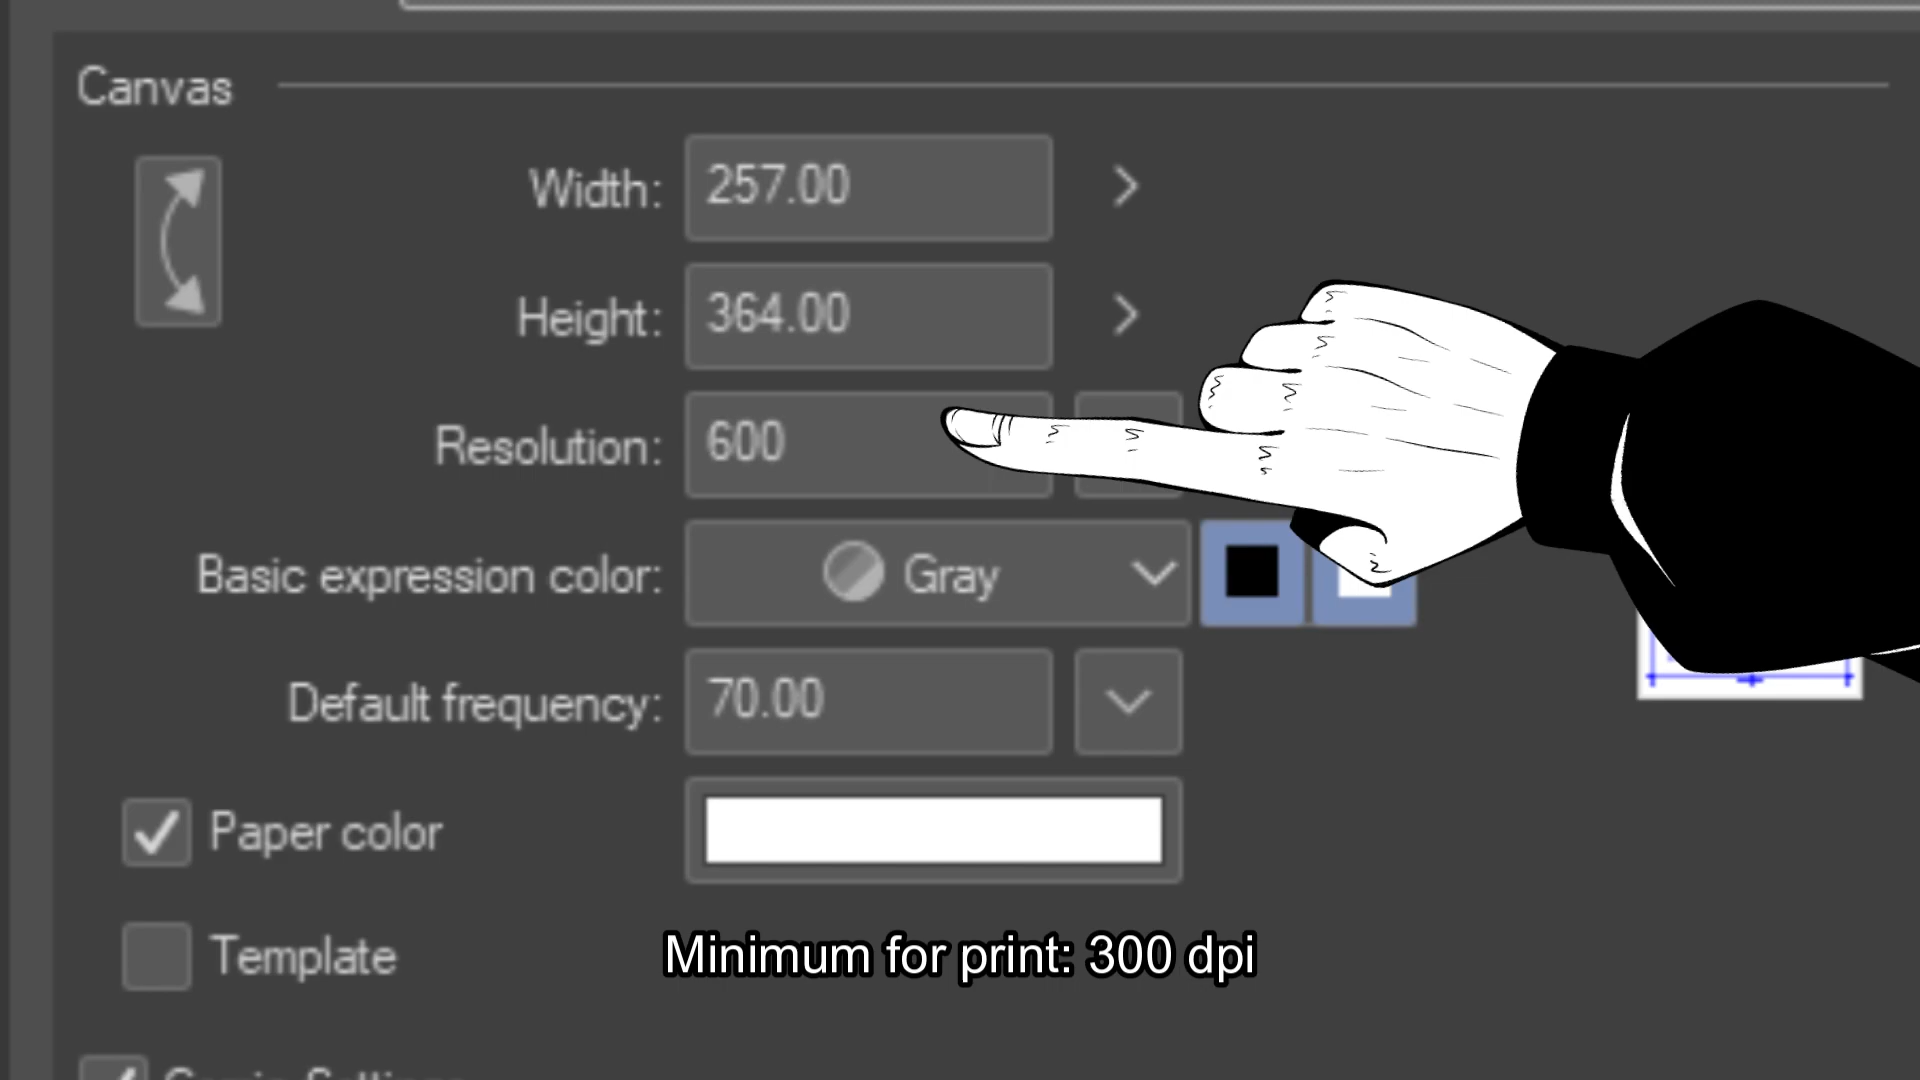 Canvas
Width: 257.00
Height: 364.00
Resolution: 600
Basic expression color: Gray
Default frequency: 70.00
Paper color
Template
Minimum for print: 300 dpi